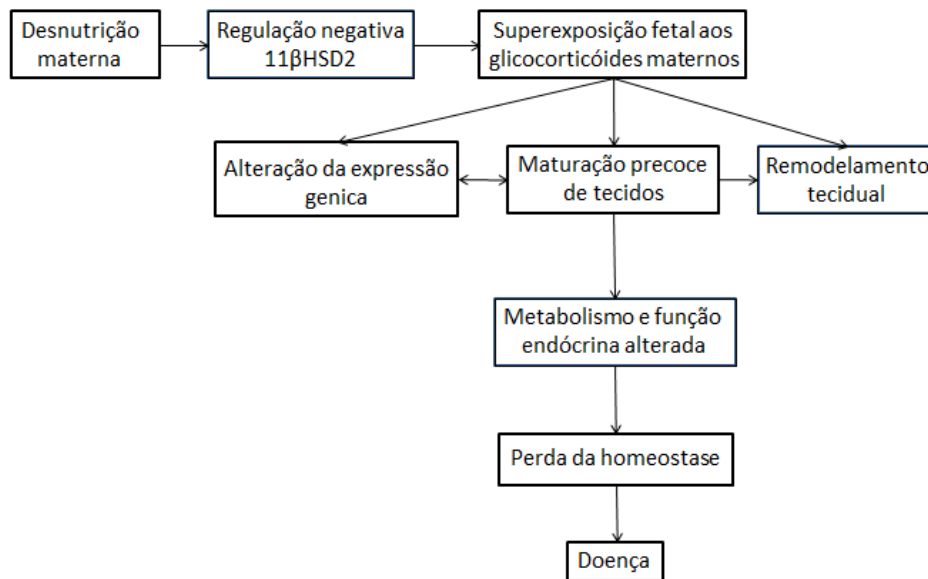 Desnutrição
materna
Regulação negativa
11βHSD2
Superexposição fetal aos
glicocorticóides maternos
Alteração da expressão
genica
Maturação precoce
de tecidos
Remodelamento
tecidual
Metabolismo e função
endócrina alterada
Perda da homeostase
Doença